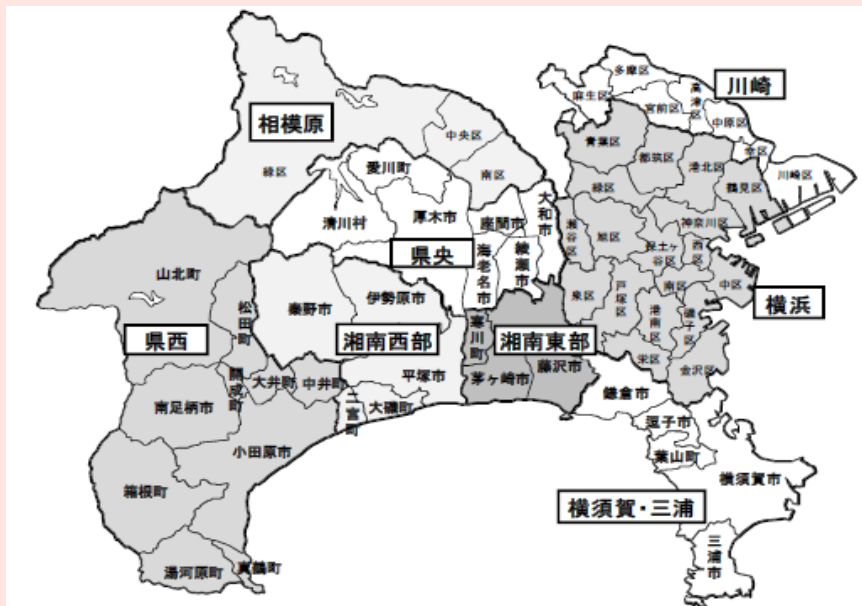 多摩区
川崎
麻生区
高津区
宮前区
中原区
幸区
川崎区
相模原
中央区
緑区
南区
青葉区
都筑区
港北区
鶴見区
緑区
神奈川区
瀬谷区
旭区
保土ヶ谷区
西区
中区
横浜
泉区
戸塚区
南区
港南区
磯子区
栄区
金沢区
愛川町
清川村
厚木市
座間市
大和市
県央
海老名市
綾瀬市
山北町
松田町
県西
秦野市
伊勢原市
湘南西部
平塚市
寒川町
湘南東部
茅ヶ崎市
藤沢市
開成町
大井町
中井町
二宮町
大磯町
南足柄市
小田原市
箱根町
湯河原町
真鶴町
鎌倉市
逗子市
葉山町
横須賀市
横須賀・三浦
三浦市